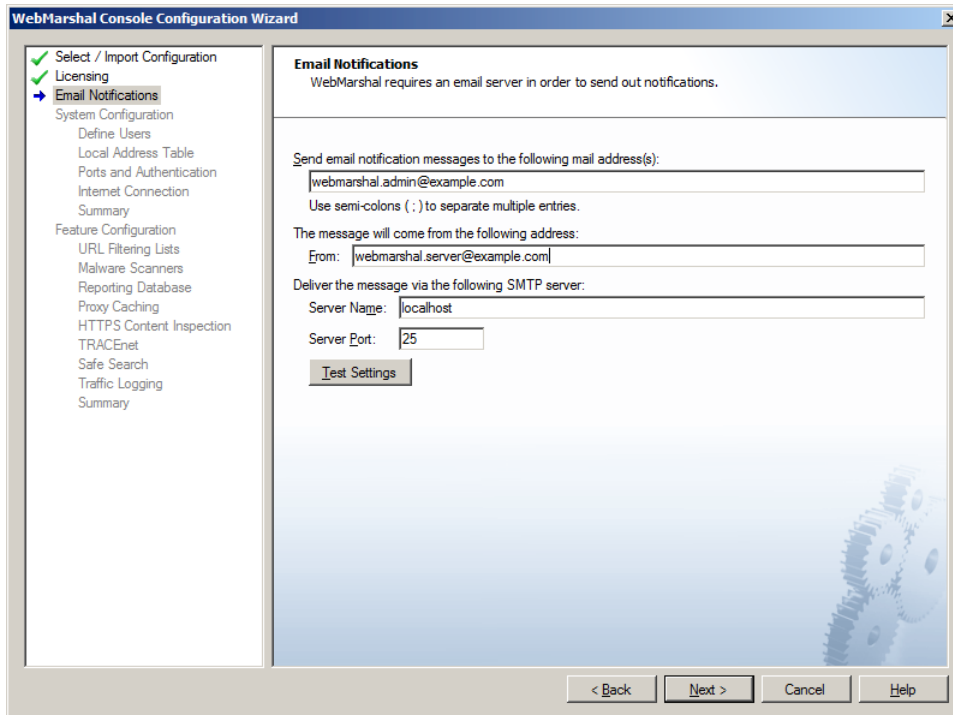 WebMarshal Console Configuration Wizard
Select / Import Configuration
Licensing
Email Notifications
System Configuration
Define Users
Local Address Table
Ports and Authentication
Internet Connection
Summary
Feature Configuration
URL Filtering Lists
Malware Scanners
Reporting Database
Proxy Caching
HTTPS Content Inspection
TRACEnet
Safe Search
Traffic Logging
Summary
Email Notifications
WebMarshal requires an email server in order to send out notifications.
Send email notification messages to the following mail address(s):
webmarshal.admin@example.com
Use semi-colons ( ; ) to separate multiple entries.
The message will come from the following address:
From: webmarshal.server@example.com
Deliver the message via the following SMTP server:
Server Name: localhost
Server Port: 25
Test Settings
< Back Next > Cancel Help